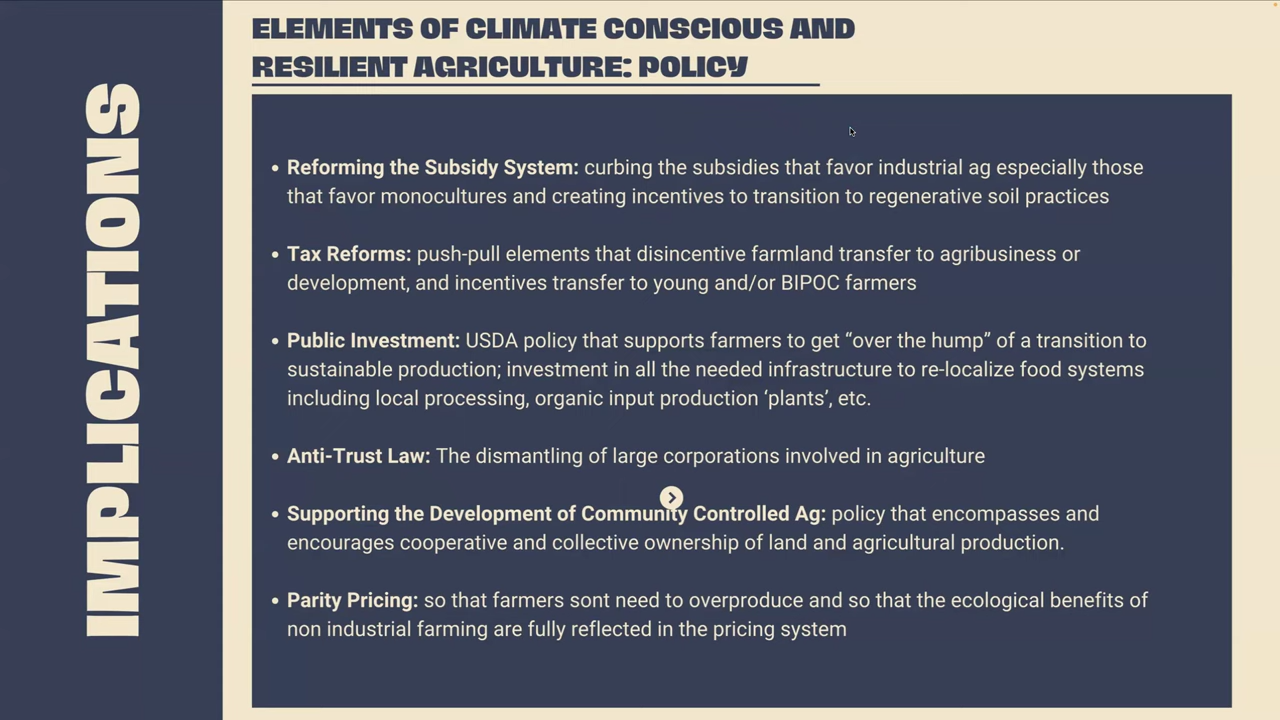 IMPLICATIONS
ELEMENTS OF CLIMATE CONSCIOUS AND
RESILIENT AGRICULTURE: POLICY
• Reforming the Subsidy System: curbing the subsidies that favor industrial ag especially those
that favor monocultures and creating incentives to transition to regenerative soil practices
• Tax Reforms: push-pull elements that disincentive farmland transfer to agribusiness or
development, and incentives transfer to young and/or BIPOC farmers
• Public Investment: USDA policy that supports farmers to get “over the hump” of a transition to
sustainable production; investment in all the needed infrastructure to re-localize food systems
including local processing, organic input production ‘plants’, etc.
• Anti-Trust Law: The dismantling of large corporations involved in agriculture
• Supporting the Development of Community Controlled Ag: policy that encompasses and
encourages cooperative and collective ownership of land and agricultural production.
• Parity Pricing: so that farmers sont need to overproduce and so that the ecological benefits of
non industrial farming are fully reflected in the pricing system